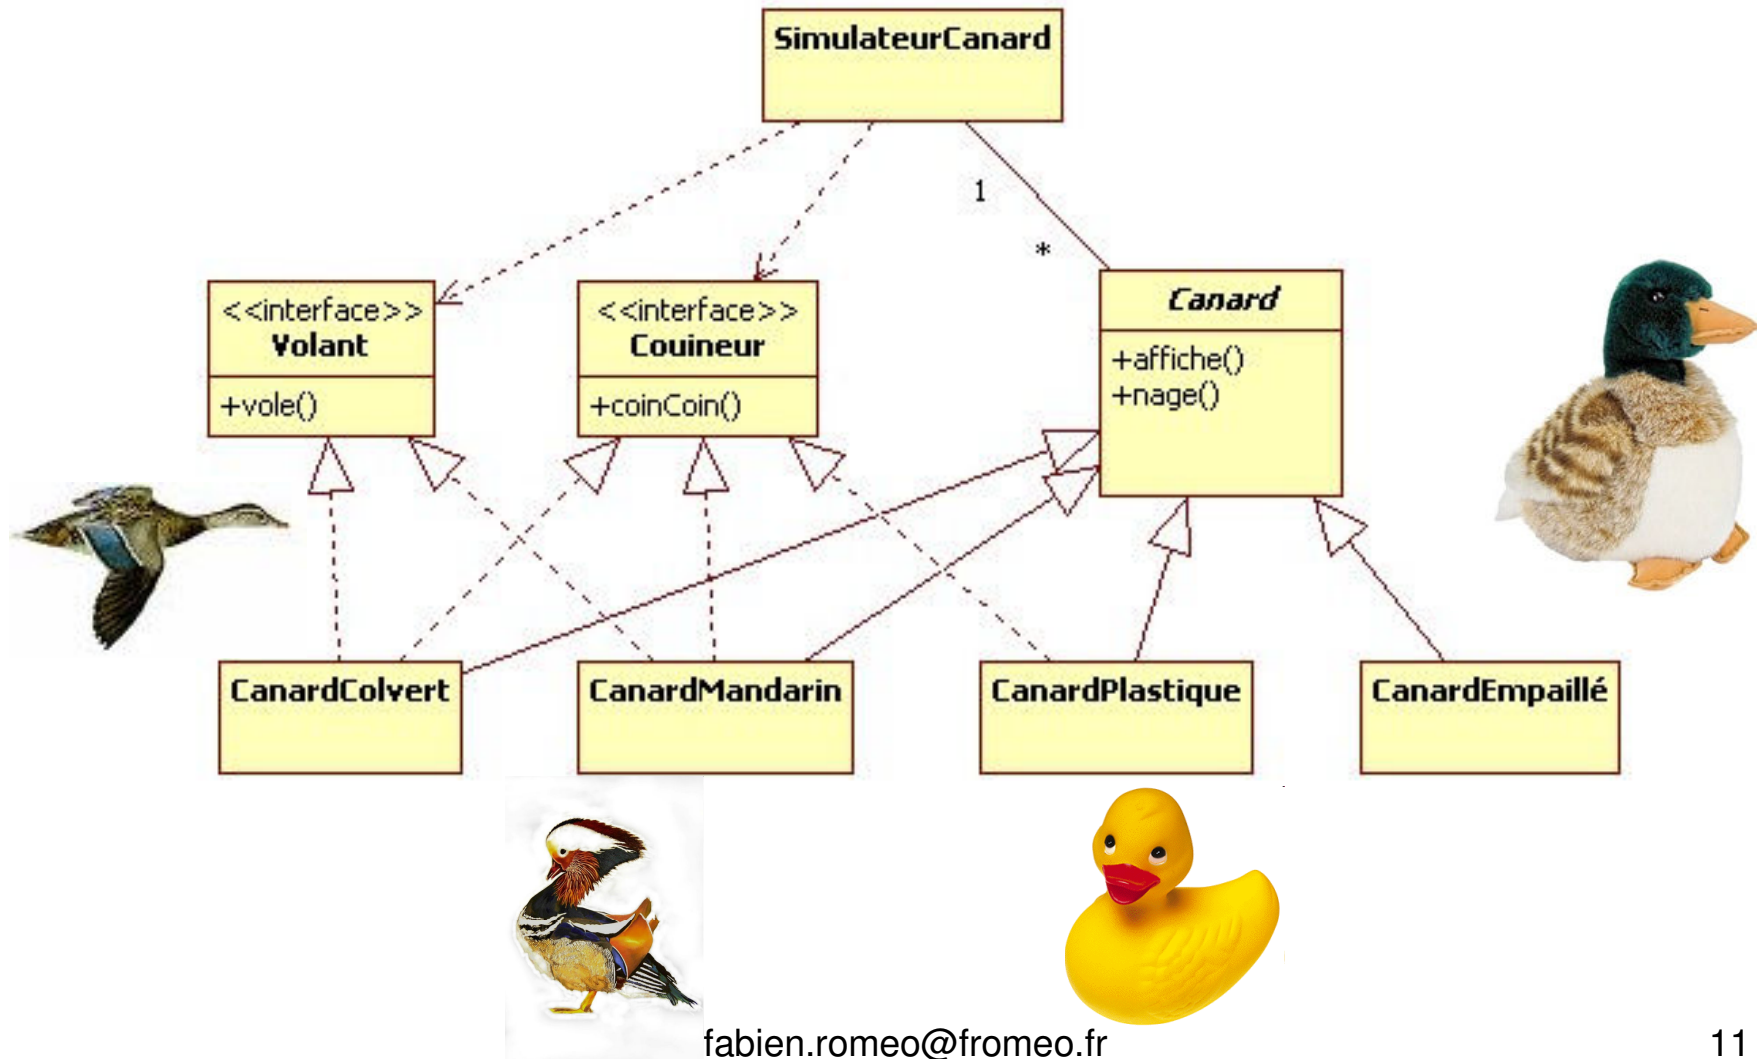 SimulateurCanard
1
*
<<interface>>
Volant
+vole()
<<interface>>
Couineur
+coinCoin()
Canard
+affiche()
+nage()
CanardColvert
CanardMandarin
CanardPlastique
CanardEmpaillé
fabien.romeo@fromeo.fr
11